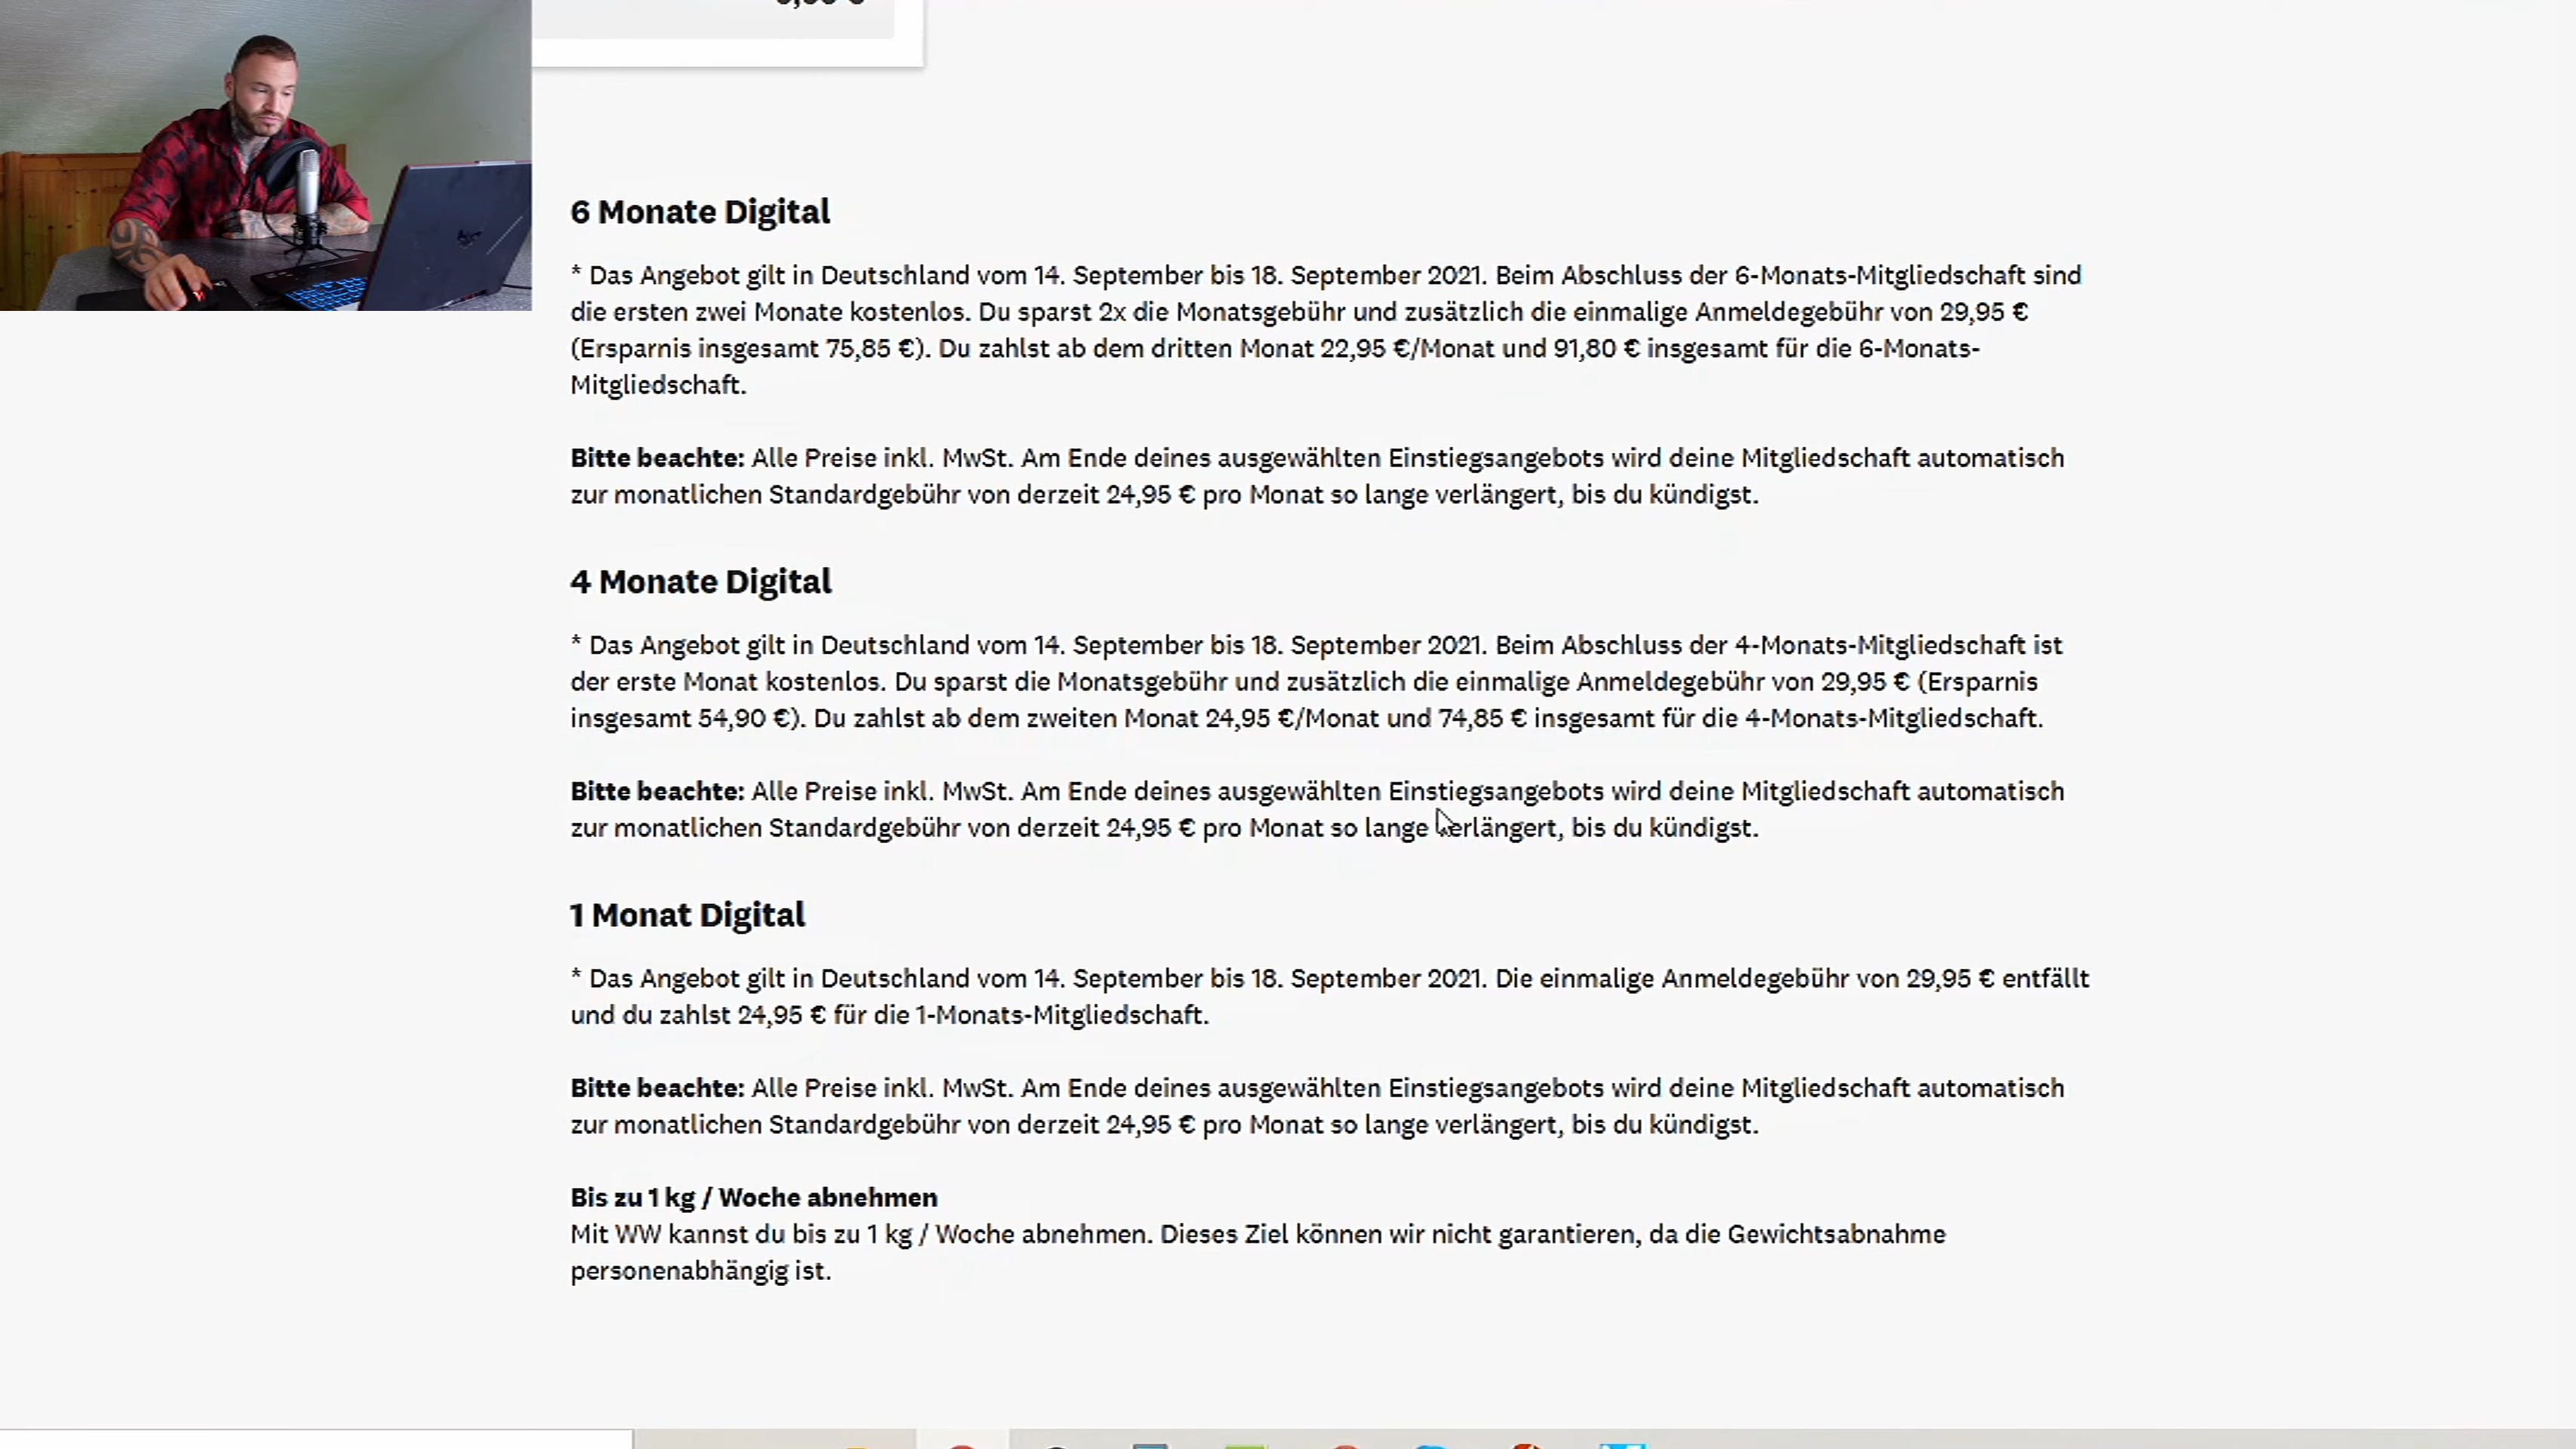 6 Monate Digital
* Das Angebot gilt in Deutschland vom 14. September bis 18. September 2021. Beim Abschluss der 6-Monats-Mitgliedschaft sind
die ersten zwei Monate kostenlos. Du sparst 2x die Monatsgebühr und zusätzlich die einmalige Anmeldegebühr von 29,95 €
(Ersparnis insgesamt 75,85 €). Du zahlst ab dem dritten Monat 22,95 €/Monat und 91,80 € insgesamt für die 6-Monats-
Mitgliedschaft.
Bitte beachte: Alle Preise inkl. MwSt. Am Ende deines ausgewählten Einstiegsangebots wird deine Mitgliedschaft automatisch
zur monatlichen Standardgebühr von derzeit 24,95 € pro Monat so lange verlängert, bis du kündigst.
4 Monate Digital
* Das Angebot gilt in Deutschland vom 14. September bis 18. September 2021. Beim Abschluss der 4-Monats-Mitgliedschaft ist
der erste Monat kostenlos. Du sparst die Monatsgebühr und zusätzlich die einmalige Anmeldegebühr von 29,95 € (Ersparnis
insgesamt 54,90 €). Du zahlst ab dem zweiten Monat 24,95 €/Monat und 74,85 € insgesamt für die 4-Monats-Mitgliedschaft.
Bitte beachte: Alle Preise inkl. MwSt. Am Ende deines ausgewählten Einstiegsangebots wird deine Mitgliedschaft automatisch
zur monatlichen Standardgebühr von derzeit 24,95 € pro Monat so lange verlängert, bis du kündigst.
1 Monat Digital
* Das Angebot gilt in Deutschland vom 14. September bis 18. September 2021. Die einmalige Anmeldegebühr von 29,95 € entfällt
und du zahlst 24,95 € für die 1-Monats-Mitgliedschaft.
Bitte beachte: Alle Preise inkl. MwSt. Am Ende deines ausgewählten Einstiegsangebots wird deine Mitgliedschaft automatisch
zur monatlichen Standardgebühr von derzeit 24,95 € pro Monat so lange verlängert, bis du kündigst.
Bis zu 1 kg / Woche abnehmen
Mit WW kannst du bis zu 1 kg / Woche abnehmen. Dieses Ziel können wir nicht garantieren, da die Gewichtsabnahme
personenabhängig ist.